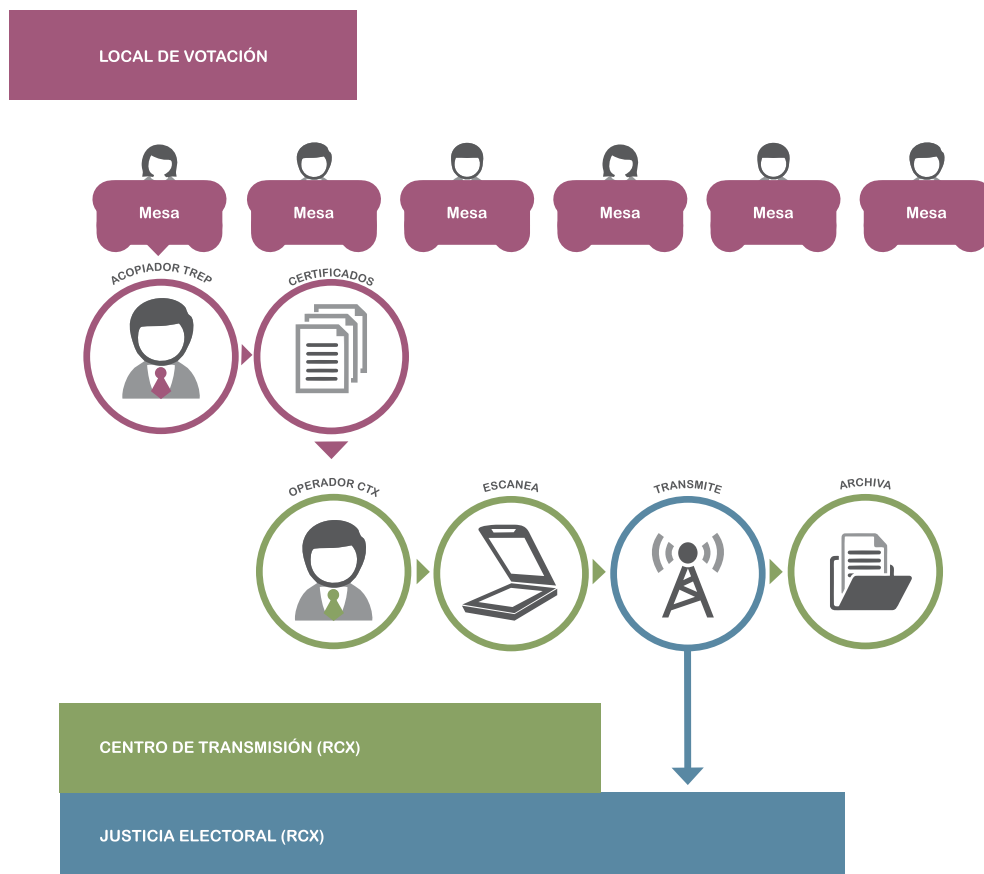 LOCAL DE VOTACIÓN
Mesa
Mesa
Mesa
Mesa
Mesa
Mesa
ACOPIADOR TREP
CERTIFICADOS
OPERADOR CTX
ESCANEA
TRANSMITE
ARCHIVA
CENTRO DE TRANSMISIÓN (RCX)
JUSTICIA ELECTORAL (RCX)